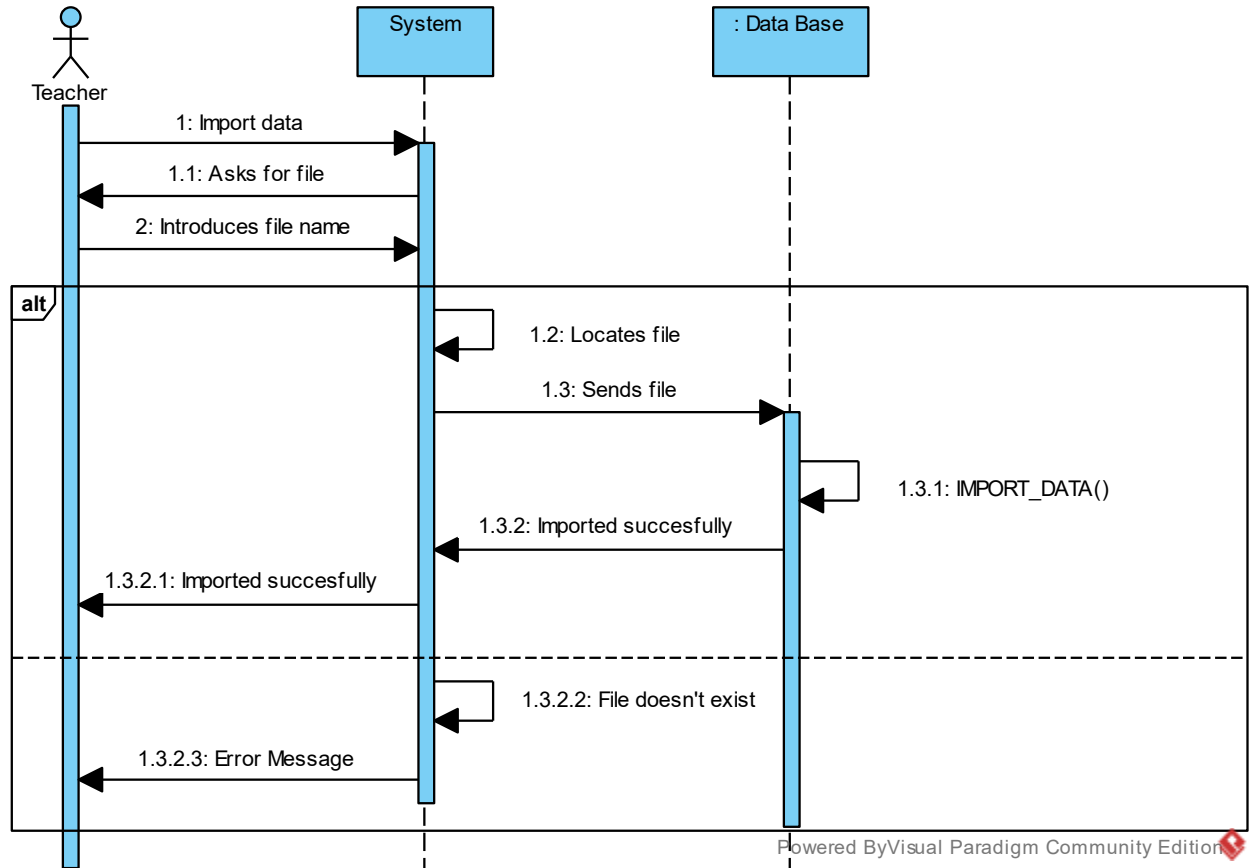 System
: Data Base
Teacher
1: Import data
1.1: Asks for file
2: Introduces file name
alt
1.2: Locates file
1.3: Sends file
1.3.1: IMPORT_DATA()
1.3.2: Imported succesfully
1.3.2.1: Imported succesfully
1.3.2.2: File doesn't exist
1.3.2.3: Error Message
Powered ByVisual Paradigm Community Edition